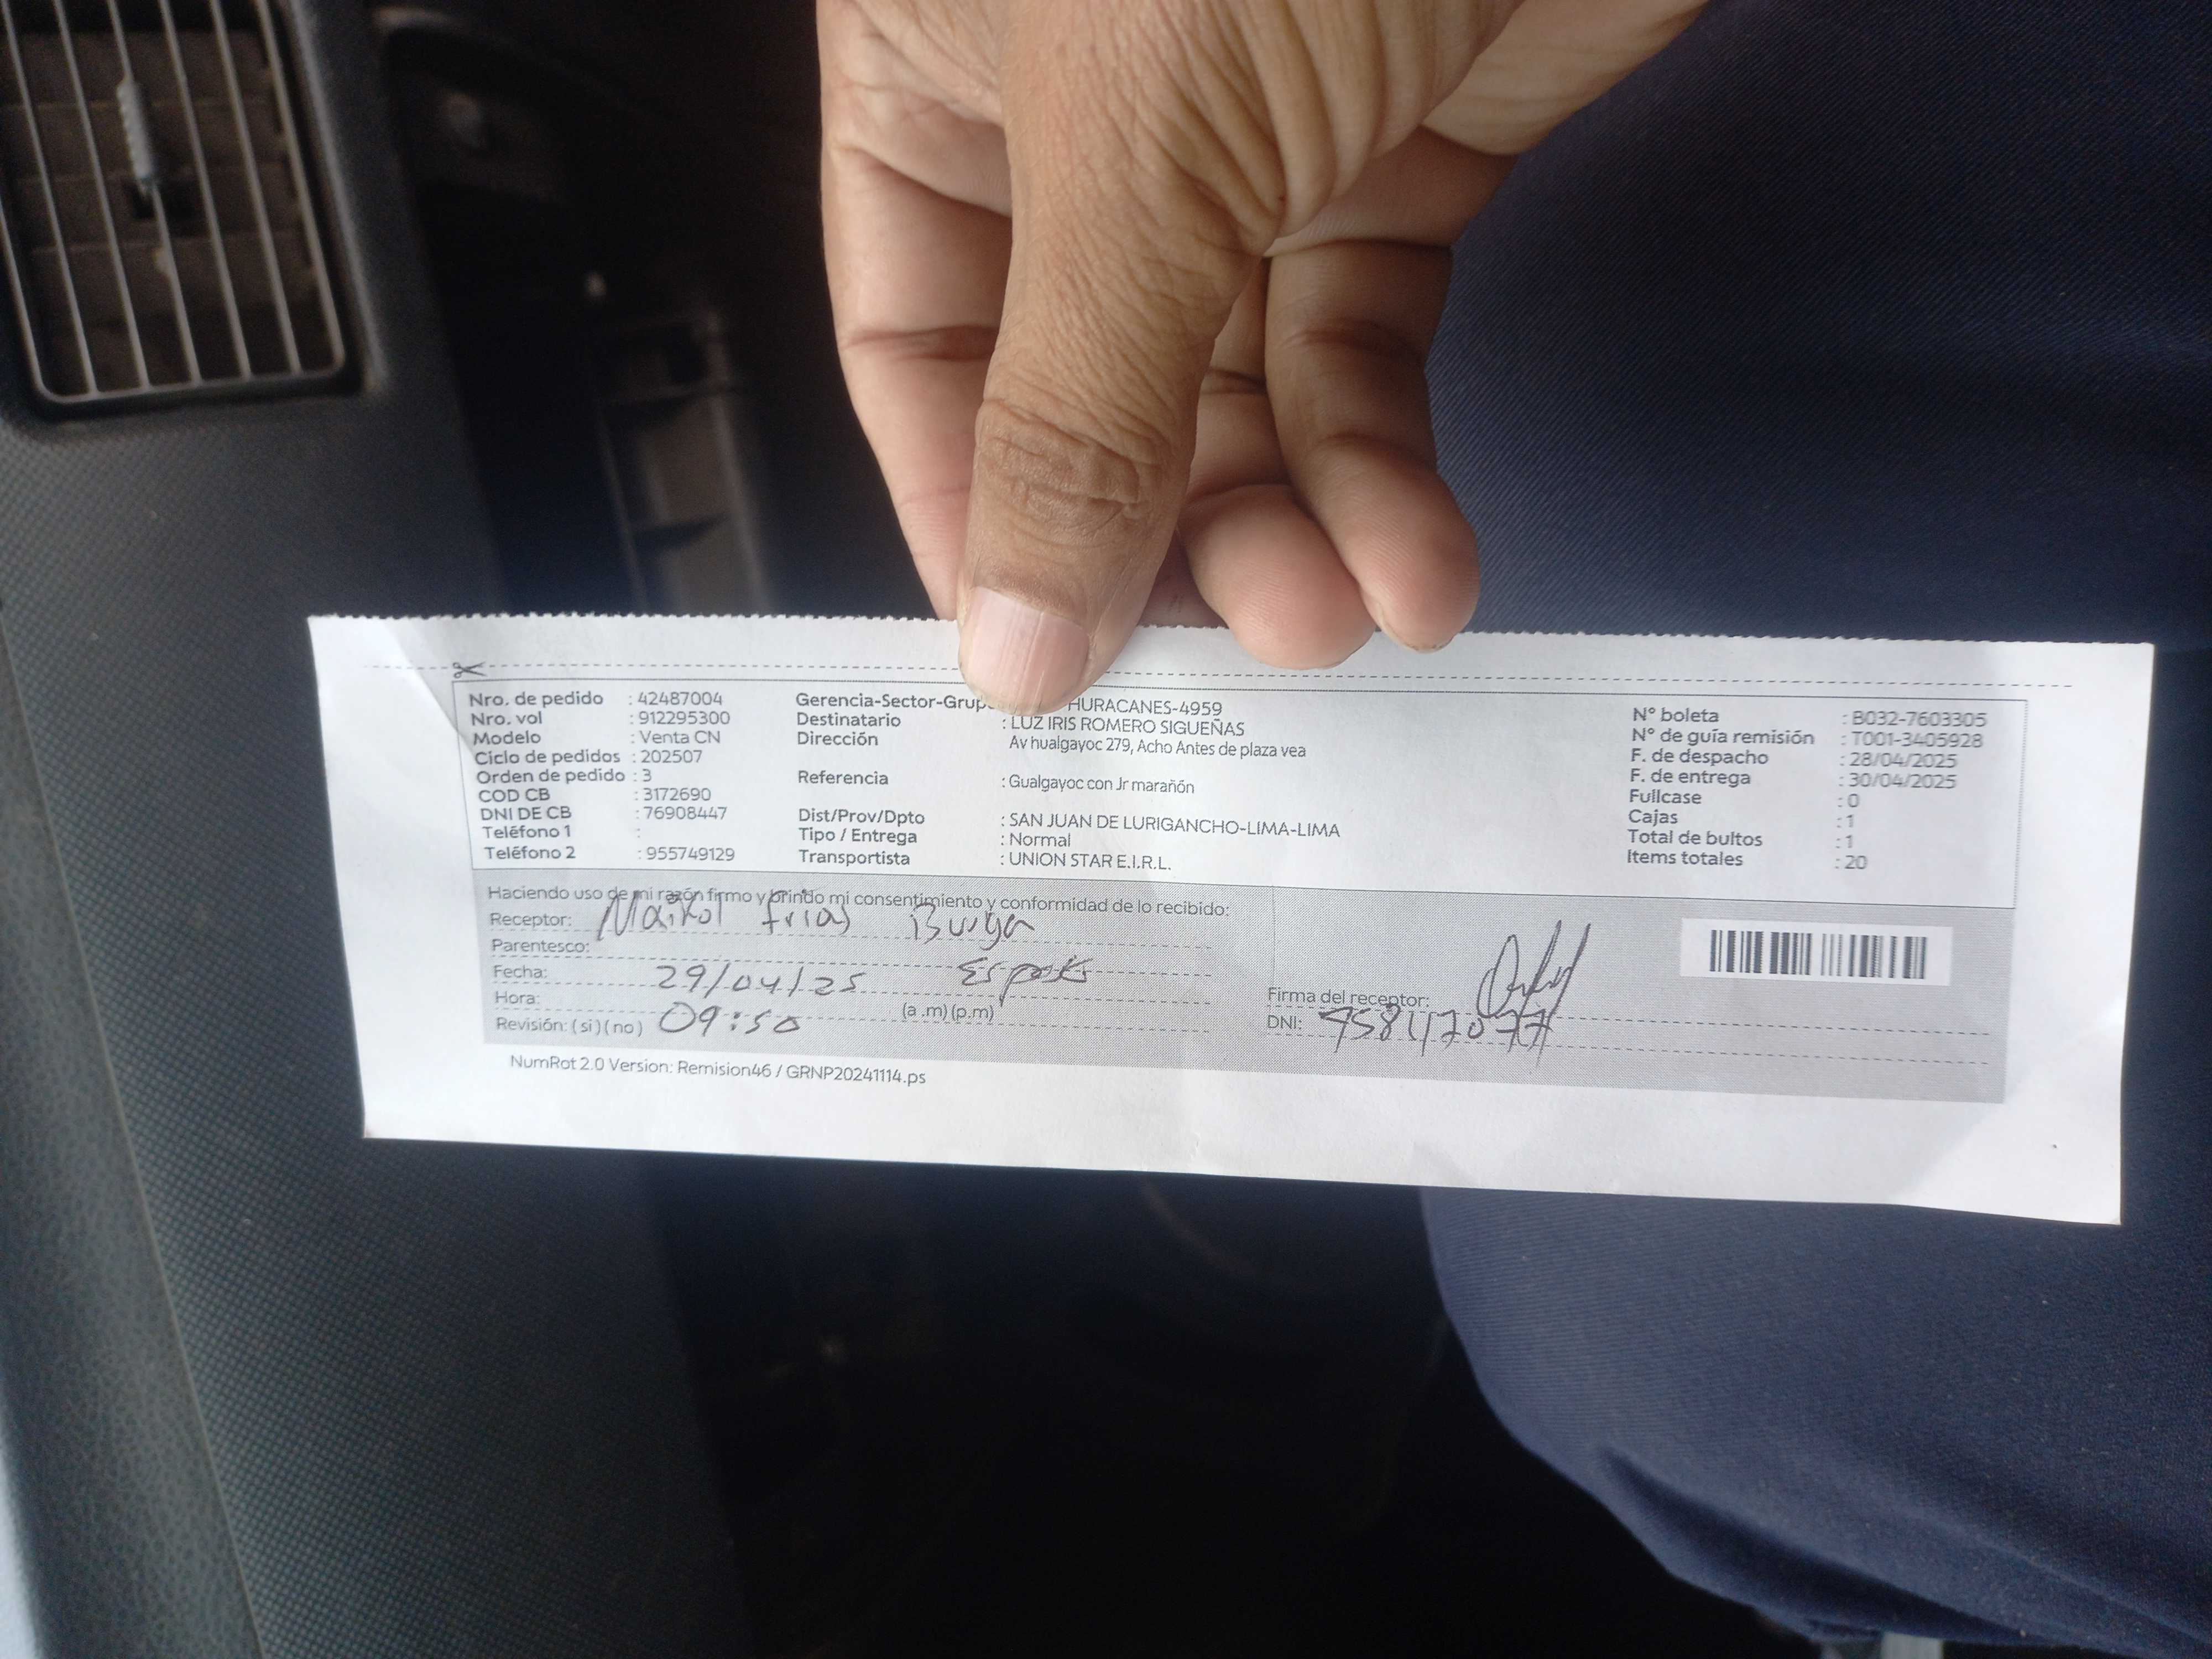 Nro. de pedido : 42487004
Nro. vol : 912295300
Modelo : Venta CN
Ciclo de pedidos : 202507
Orden de pedido : 3
COD CB : 3172690
DNI DE CB : 76908447
Teléfono 1 :
Teléfono 2 : 955749129
Gerencia-Sector-Grup HURACANES-4959
Destinatario : LUZ IRIS ROMERO SIGUEÑAS
Dirección Av hualgayoc 279, Acho Antes de plaza vea
Referencia : Gualgayoc con Jr marañón
Dist/Prov/Dpto : SAN JUAN DE LURIGANCHO-LIMA-LIMA
Tipo / Entrega : Normal
Transportista : UNION STAR E.I.R.L.
N° boleta : B032-7603305
N° de guía remisión : T001-3405928
F. de despacho : 28/04/2025
F. de entrega : 30/04/2025
Fullcase : 0
Cajas : 1
Total de bultos : 1
Items totales : 20
Haciendo uso de mi razón firmo y brindo mi consentimiento y conformidad de lo recibido:
Receptor: Maikol Frias Burga
Parentesco:
Fecha: 29/04/25
Hora: (a .m) (p.m)
Revisión: ( si ) ( no ) 09:50
Firma del receptor:
DNI:
NumRot 2.0 Version: Remision46 / GRNP20241114.ps